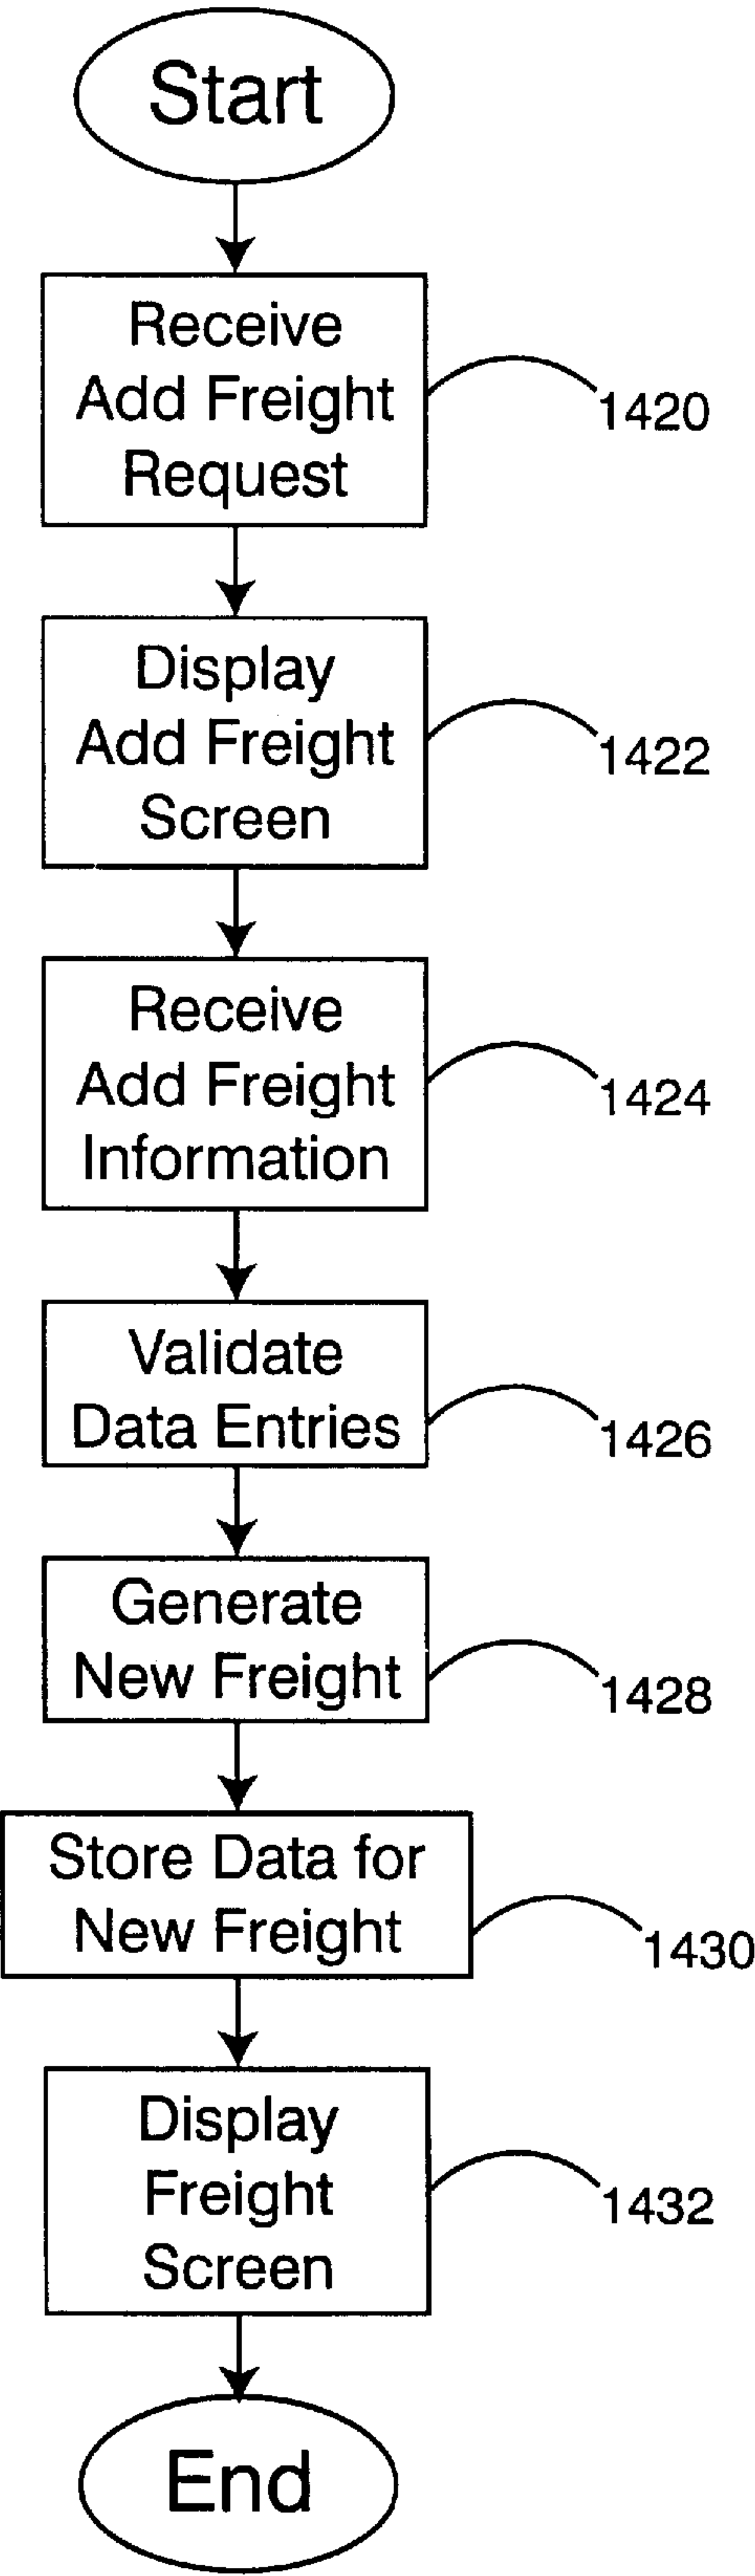 Start
Receive
Add Freight
Request
1420
Display
Add Freight
Screen
1422
Receive
Add Freight
Information
1424
Validate
Data Entries
1426
Generate
New Freight
1428
Store Data for
New Freight
1430
Display
Freight
Screen
1432
End